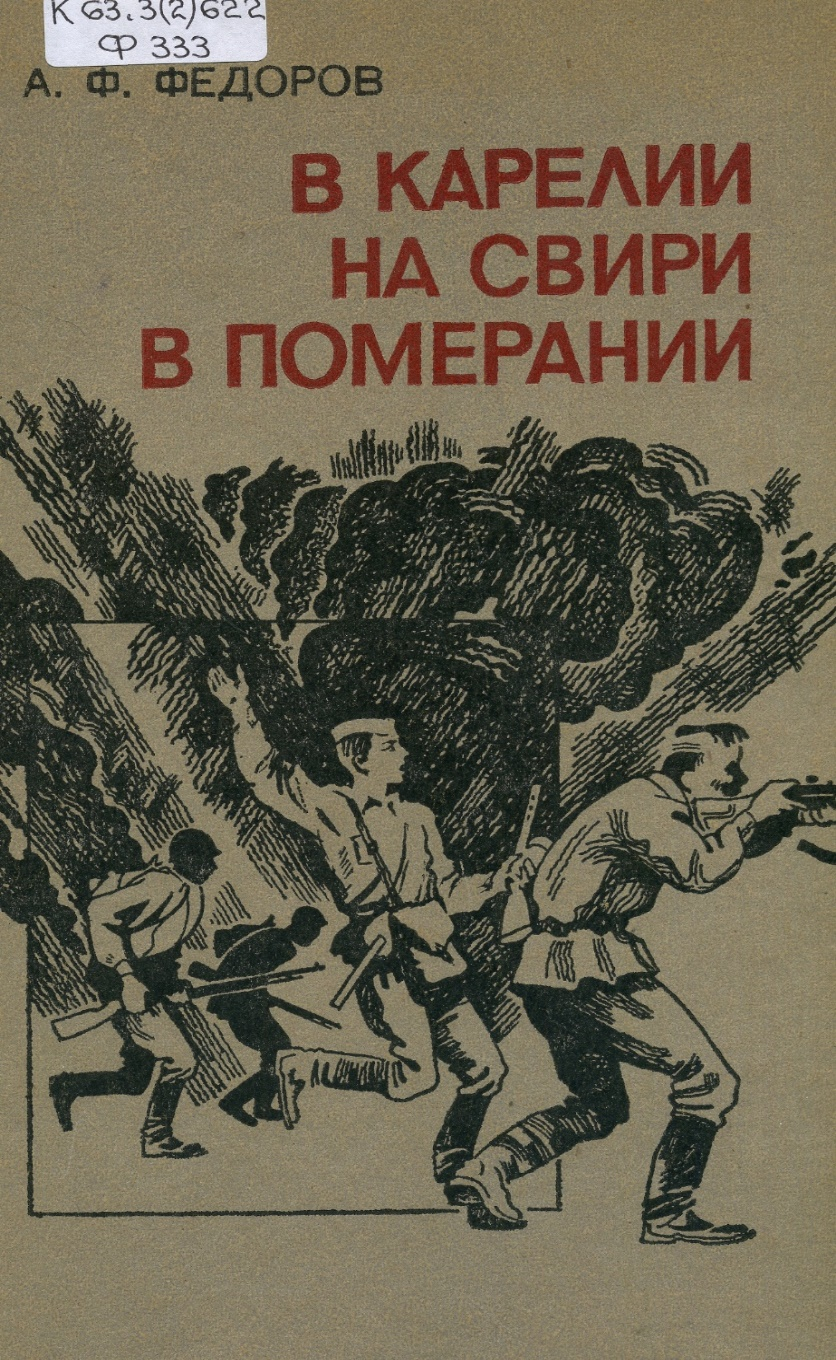 К 63.3(2)622
Ф 333
А. Ф. ФЕДОРОВ
В КАРЕЛИИ
НА СВИРИ
В ПОМЕРАНИИ